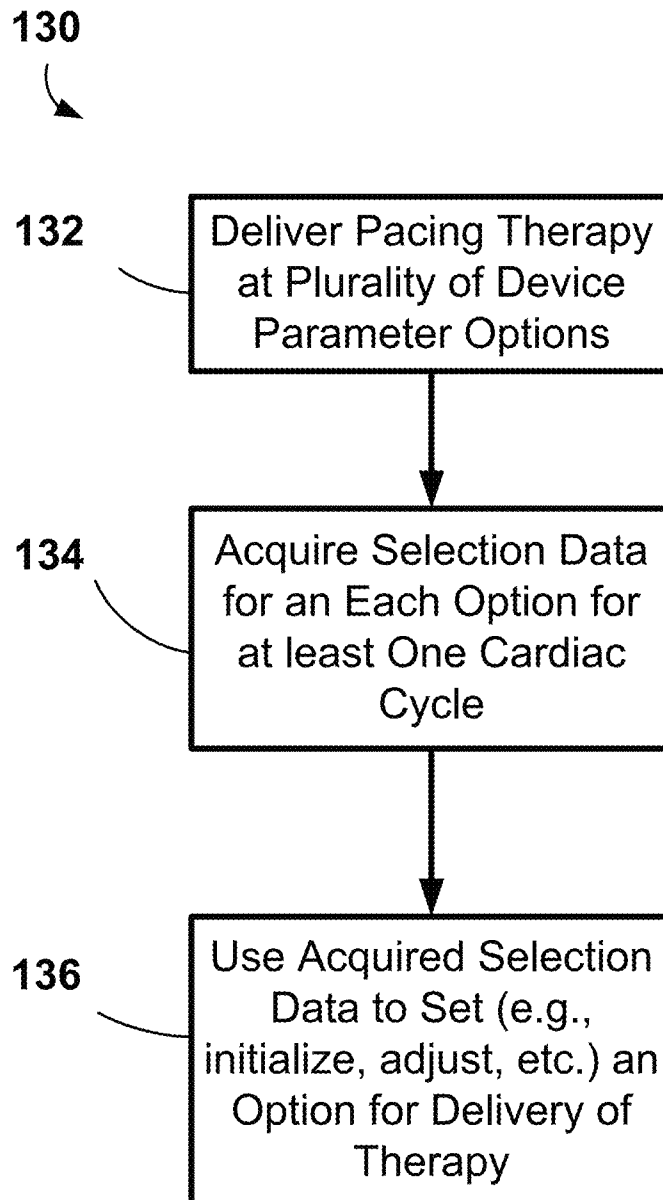 130
132
Deliver Pacing Therapy
at Plurality of Device
Parameter Options
134
Acquire Selection Data
for an Each Option for
at least One Cardiac
Cycle
136
Use Acquired Selection
Data to Set (e.g.,
initialize, adjust, etc.) an
Option for Delivery of
Therapy